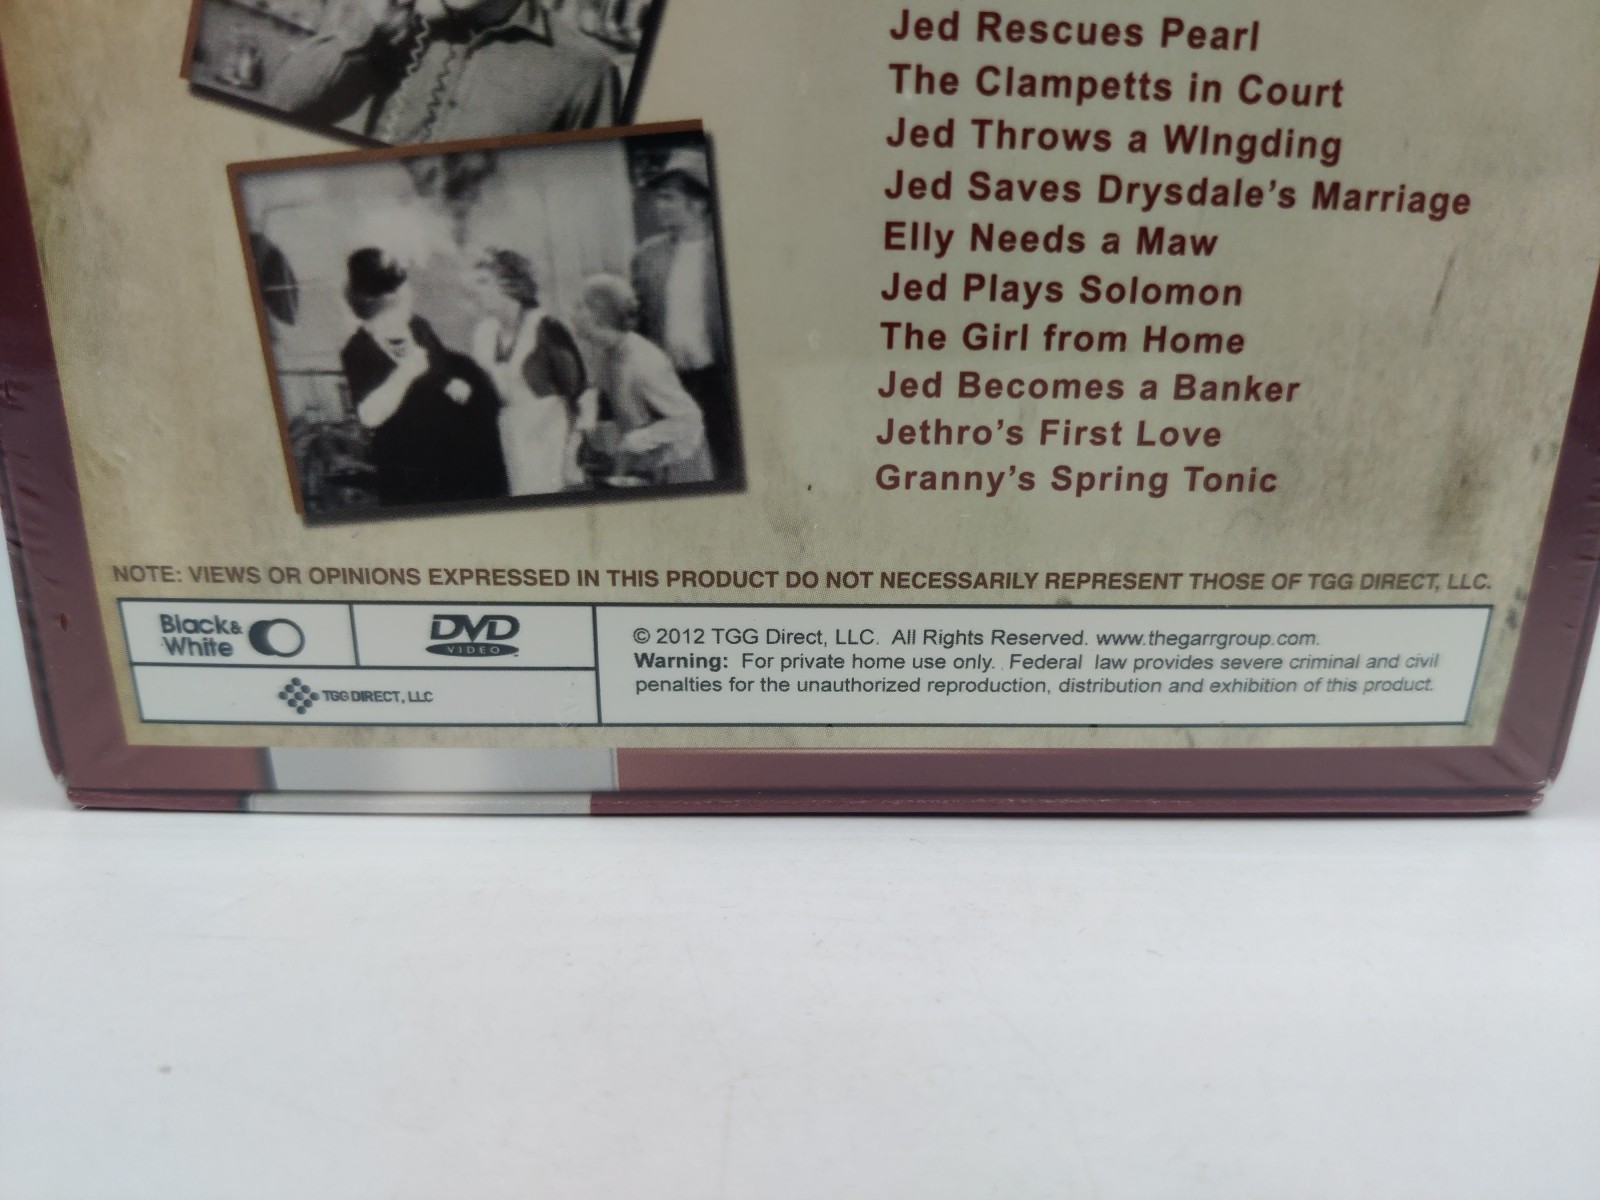 Jed Rescues Pearl
The Clampetts in Court
Jed Throws a WIngding
Jed Saves Drysdale's Marriage
Elly Needs a Maw
Jed Plays Solomon
The Girl from Home
Jed Becomes a Banker
Jethro's First Love
Granny's Spring Tonic
NOTE: VIEWS OR OPINIONS EXPRESSED IN THIS PRODUCT DO NOT NECESSARILY REPRESENT THOSE OF TGG DIRECT, LLC.
Black&
White
DVD
VIDEO
TGG DIRECT, LLC
© 2012 TGG Direct, LLC. All Rights Reserved. www.thegarrgroup.com.
Warning: For private home use only. Federal law provides severe criminal and civil
penalties for the unauthorized reproduction, distribution and exhibition of this product.